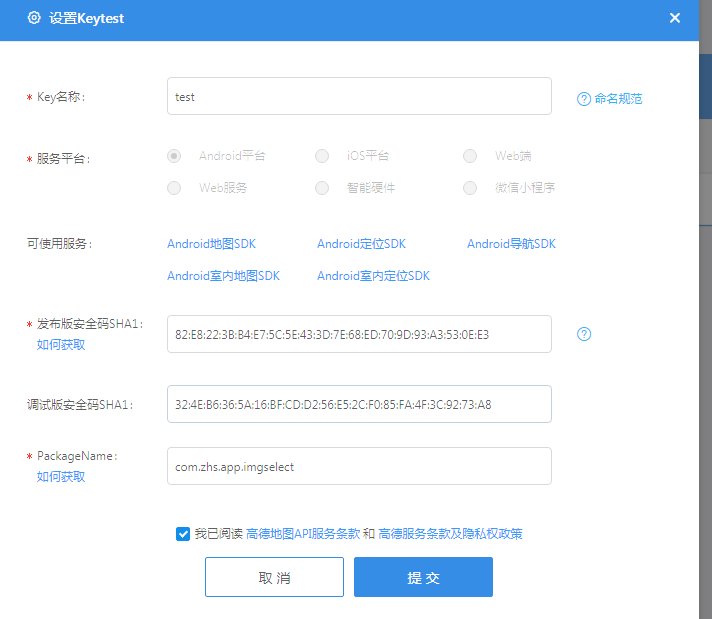 设置Keytest
* Key名称：
test
命名规范
* 服务平台：
Android平台
iOS平台
Web端
Web服务
智能硬件
微信小程序
可使用服务：
Android地图SDK
Android定位SDK
Android导航SDK
Android室内地图SDK
Android室内定位SDK
* 发布版安全码SHA1：
如何获取
82:E8:22:3B:B4:E7:5C:5E:43:3D:7E:68:ED:70:9D:93:A3:53:0E:E3
调试版安全码SHA1：
32:4E:B6:36:5A:16:BF:CD:D2:56:E5:2C:F0:85:FA:4F:3C:92:73:A8
* PackageName：
如何获取
com.zhs.app.imgselect
我已阅读 高德地图API服务条款 和 高德服务条款及隐私权政策
取 消
提 交